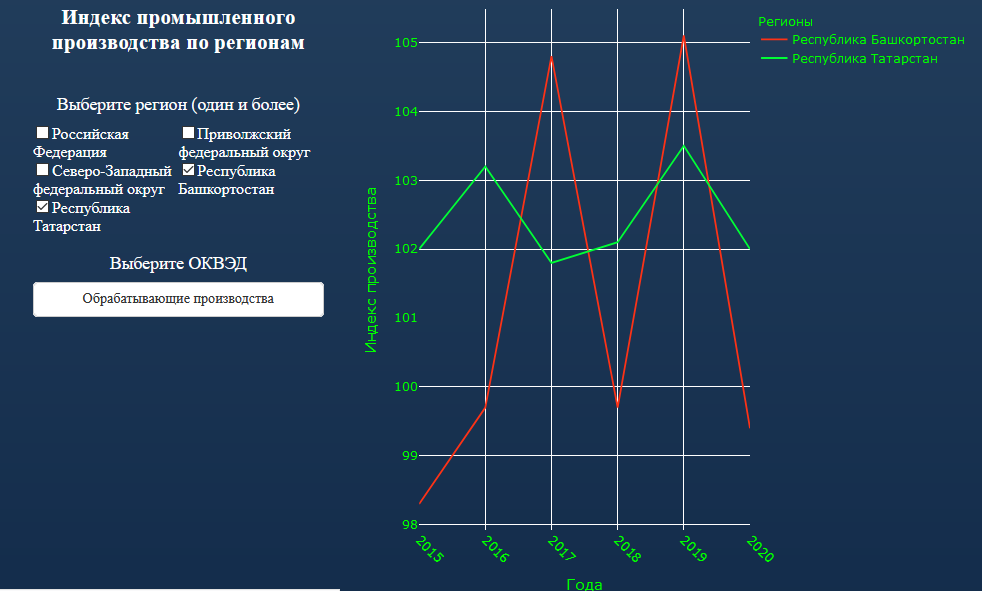 Индекс промышленного
производства по регионам
Выберите регион (один и более)
Российская
Федерация
Приволжский
федеральный округ
Северо-Западный
федеральный округ
Республика
Башкортостан
Республика
Татарстан
Выберите ОКВЭД
Обрабатывающие производства
Индекс производства
105
104
103
102
101
100
99
98
2015
2016
2017
2018
2019
2020
Года
Регионы
Республика Башкортостан
Республика Татарстан